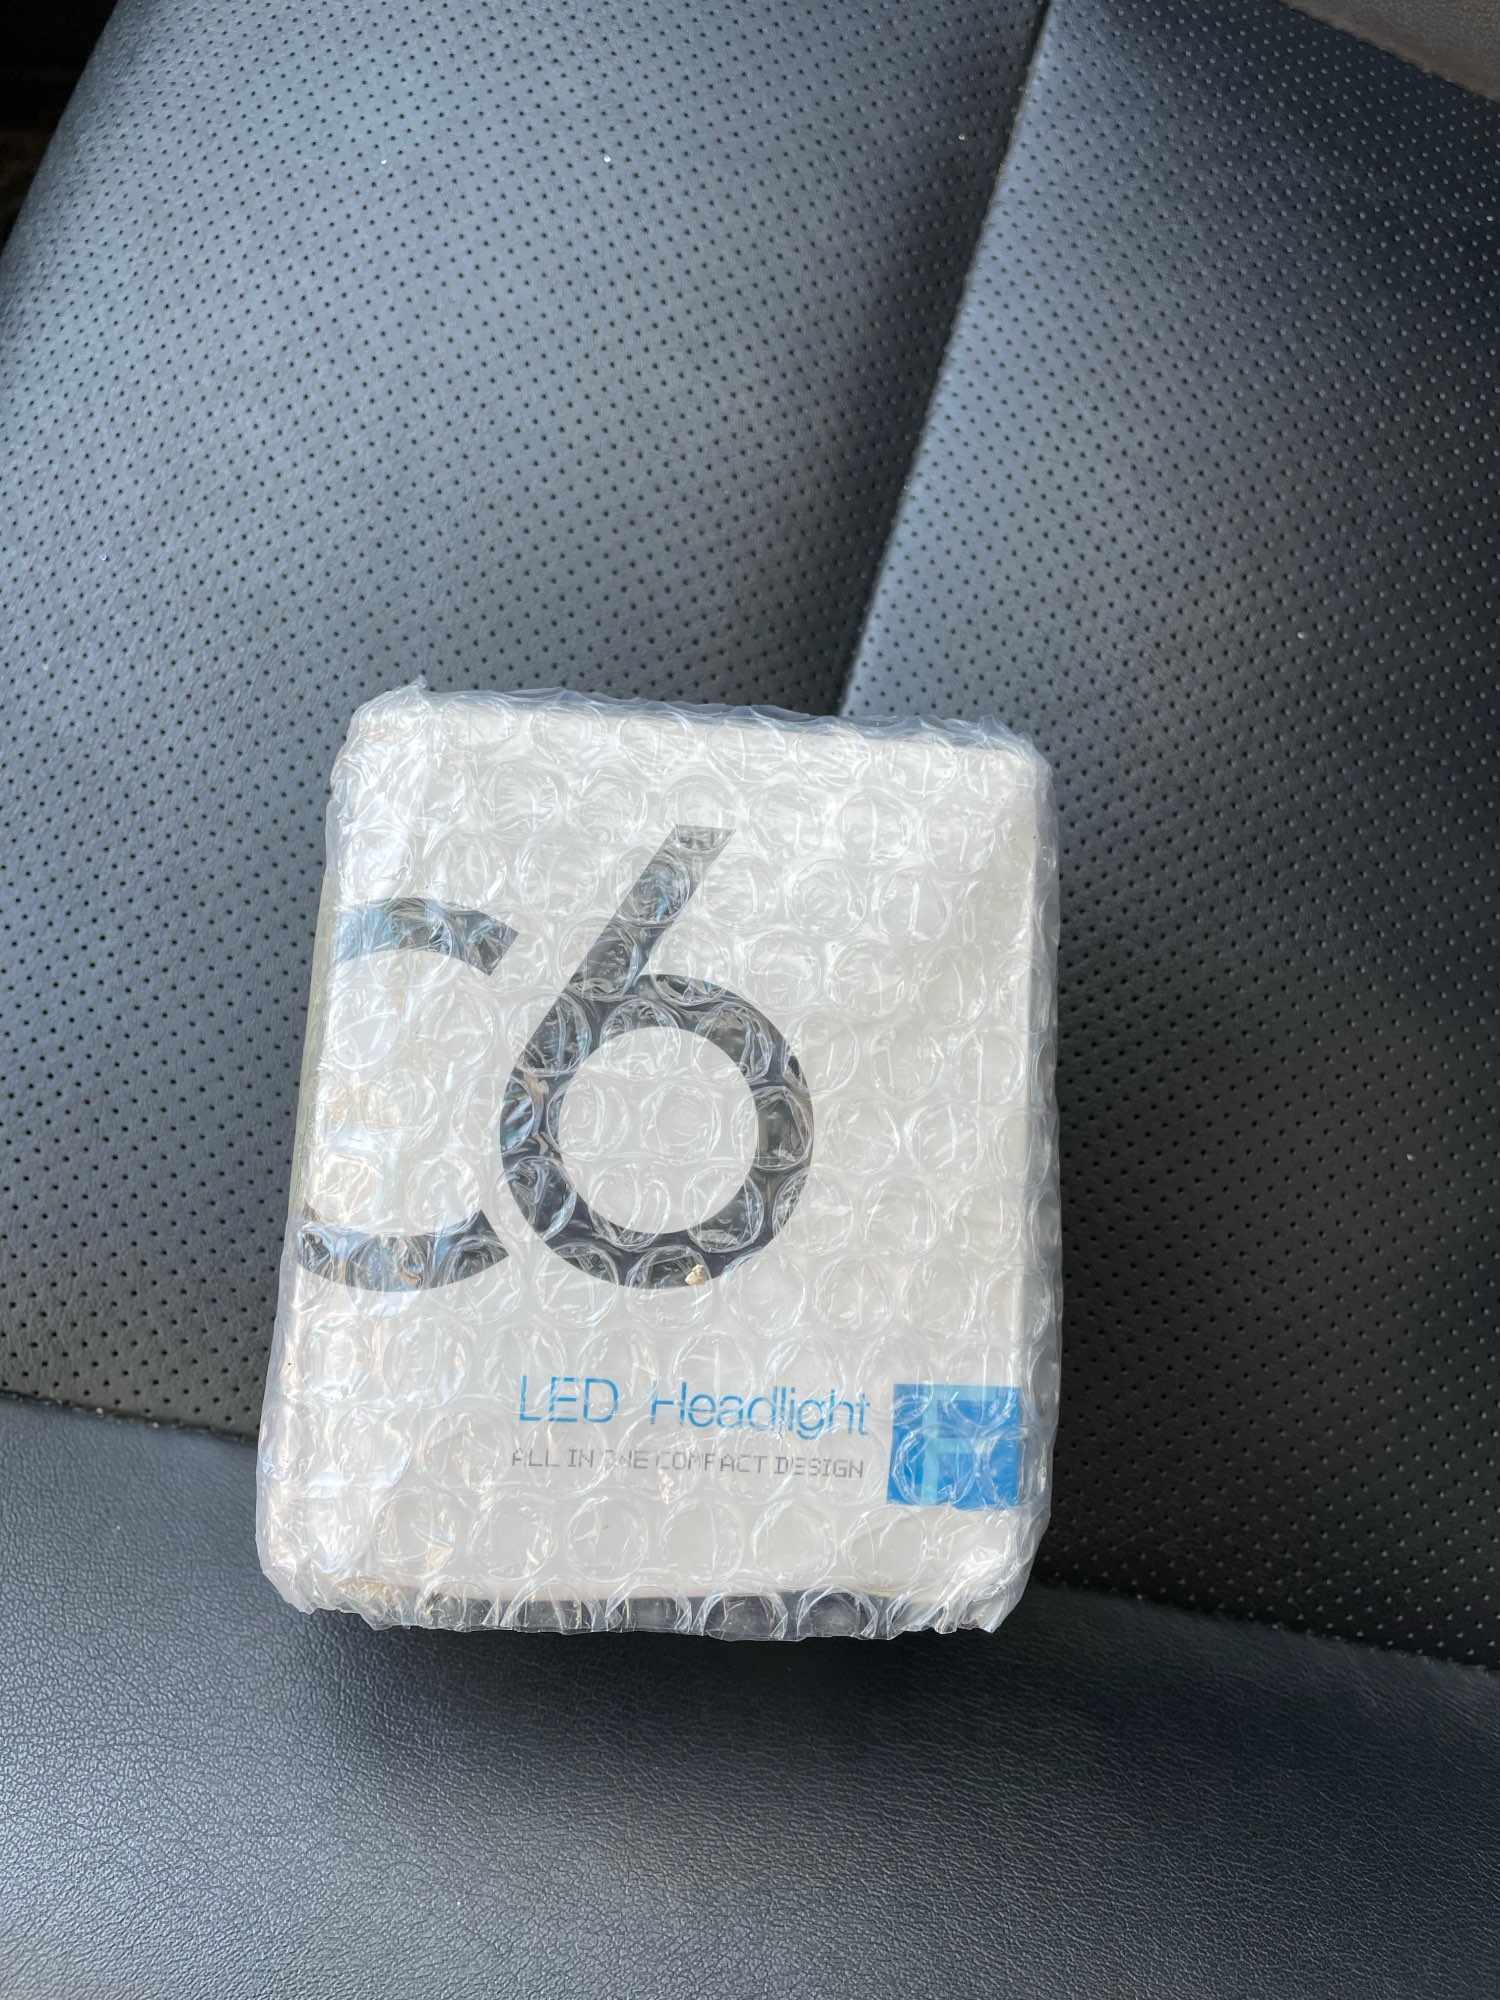 C6
LED Headlight
ALL IN ONE COMPACT DESIGN